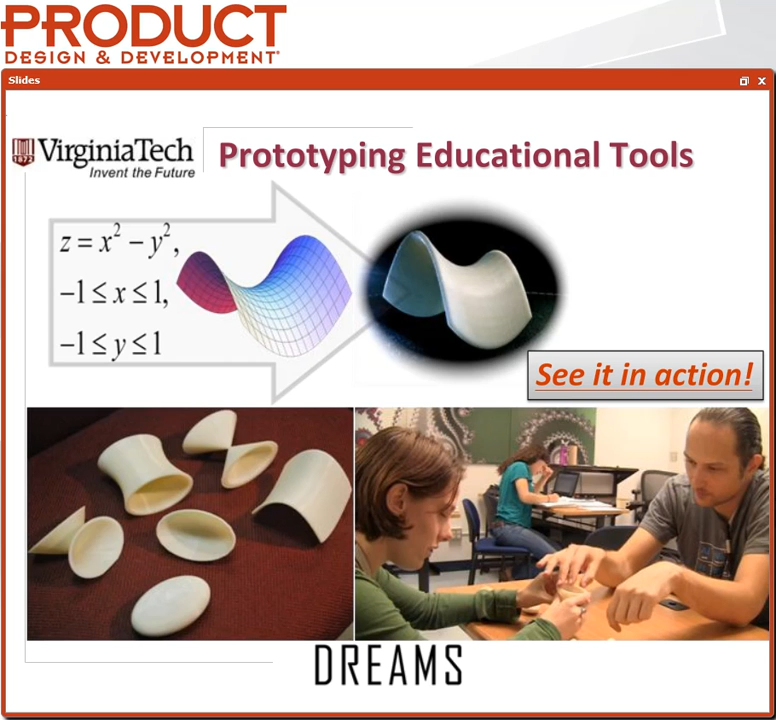 PRODUCT
DESIGN & DEVELOPMENT
Slides
1872
VirginiaTech
Invent the Future
Prototyping Educational Tools
z = x² − y²,
−1 ≤ x ≤ 1,
−1 ≤ y ≤ 1
See it in action!
DREAMS